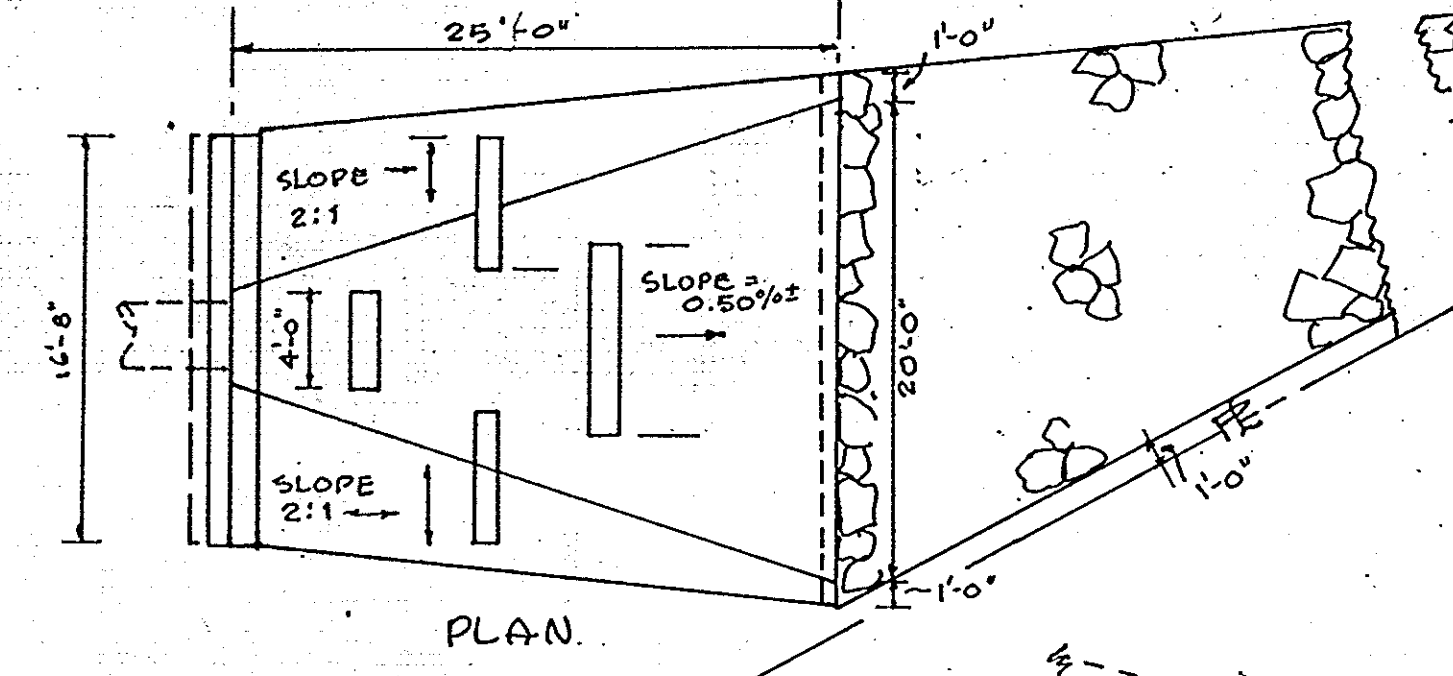 25'-0"
1'-0"
SLOPE
2:1
SLOPE =
0.50%±
16'-8"
4'-0"
20'-0"
SLOPE
2:1
1'-0"
~1'-0"
PLAN.